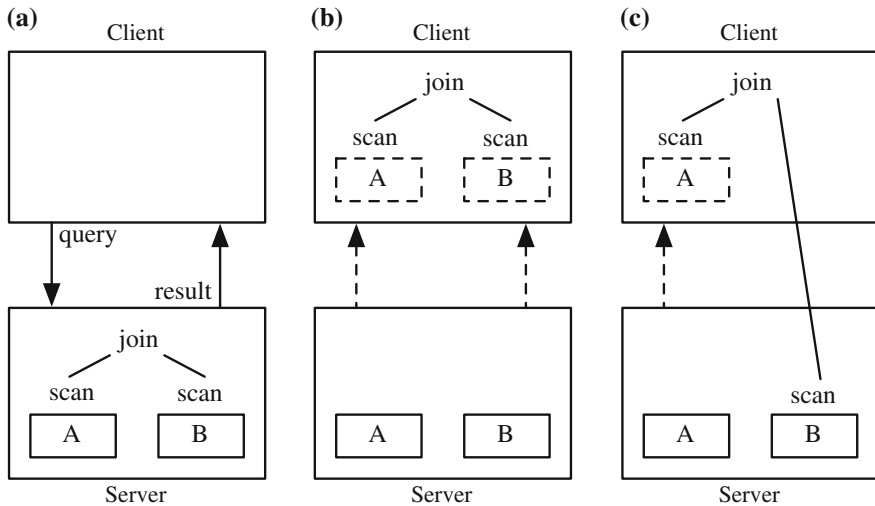 (a)
Client
query
result
join
scan
scan
A
B
Server
(b)
Client
join
scan
scan
A
B
A
B
Server
(c)
Client
join
scan
A
scan
A
B
Server